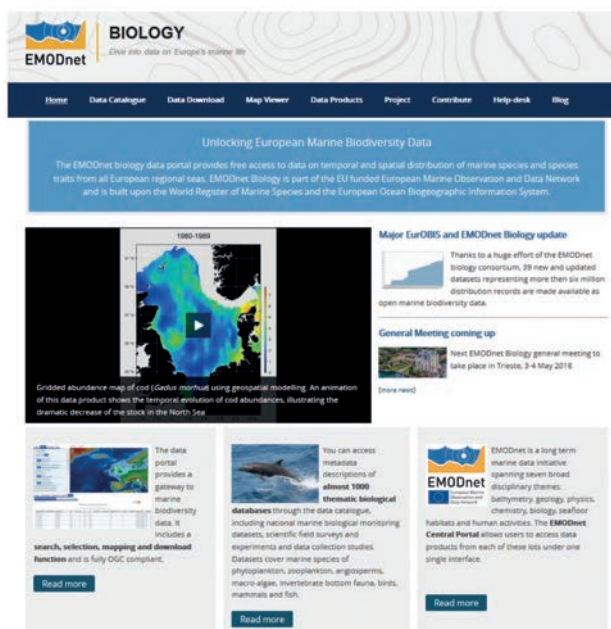 BIOLOGY
Dive into data on Europe's marine life
EMODnet
Home Data Catalogue Data Download Map Viewer Data Products Project Contribute Help-desk Blog
Unlocking European Marine Biodiversity Data
The EMODnet biology data portal provides free access to data on temporal and spatial distribution of marine species and species
traits from all European regional seas. EMODnet Biology is part of the EU funded European Marine Observation and Data Network
and is built upon the World Register of Marine Species and the European Ocean Biogeographic Information System.
1980-1989
Gridded abundance map of cod (Gadus morhua) using geospatial modelling. An animation
of this data product shows the temporal evolution of cod abundances, illustrating the
dramatic decrease of the stock in the North Sea
Major EurOBIS and EMODnet Biology update
Thanks to a huge effort of the EMODnet
biology consortium, 39 new and updated
datasets representing more then six million
distribution records are made available as
open marine biodiversity data.
General Meeting coming up
Next EMODnet Biology general meeting to
take place in Trieste, 3-4 May 2018
[more news]
The data
portal
provides a
gateway to
marine
biodiversity
data. It
includes a
search, selection, mapping and download
function and is fully OGC compliant.
Read more
You can access
metadata
descriptions of
almost 1000
thematic biological
databases through the data catalogue,
including national marine biological monitoring
datasets, scientific field surveys and
experiments and data collection studies.
Datasets cover marine species of
phytoplankton, zooplankton, angiosperms,
macro-algae, invertebrate bottom fauna, birds,
mammals and fish.
Read more
EMODnet
European Marine
Observation and
Data Network
EMODnet is a long term
marine data initiative
spanning seven broad
disciplinary themes:
bathymetry, geology, physics,
chemistry, biology, seafloor
habitats and human activities. The EMODnet
Central Portal allows users to access data
products from each of these lots under one
single interface.
Read more